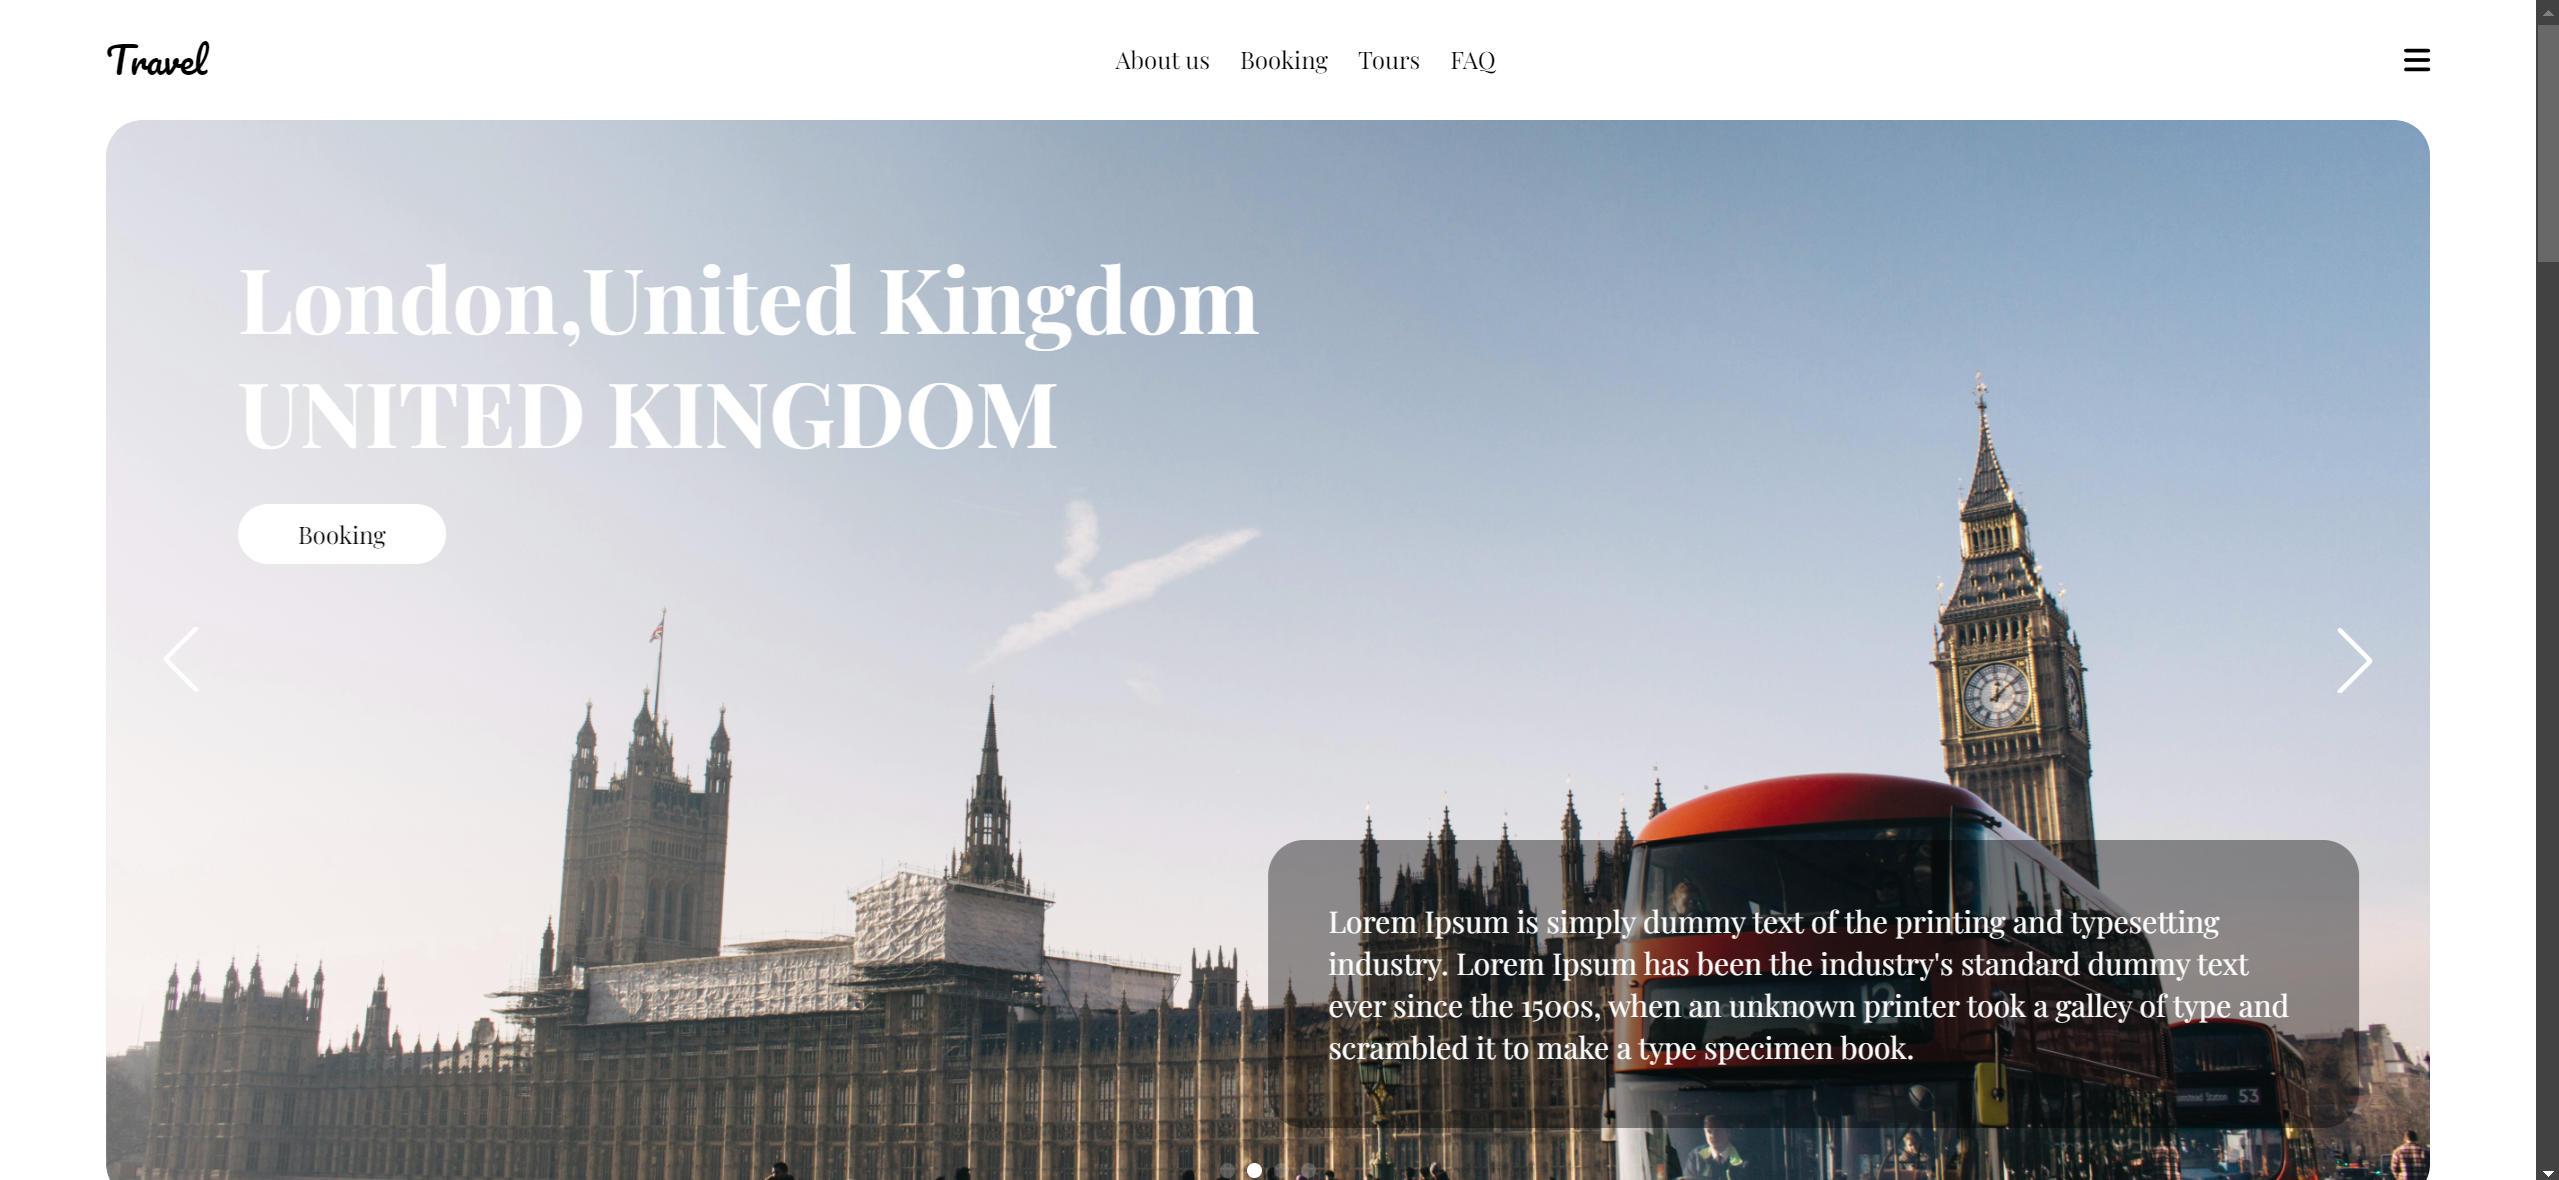 Travel
About us Booking Tours FAQ
London,United Kingdom
UNITED KINGDOM
Booking
Lorem Ipsum is simply dummy text of the printing and typesetting
industry. Lorem Ipsum has been the industry's standard dummy text
ever since the 1500s, when an unknown printer took a galley of type and
scrambled it to make a type specimen book.
12
53